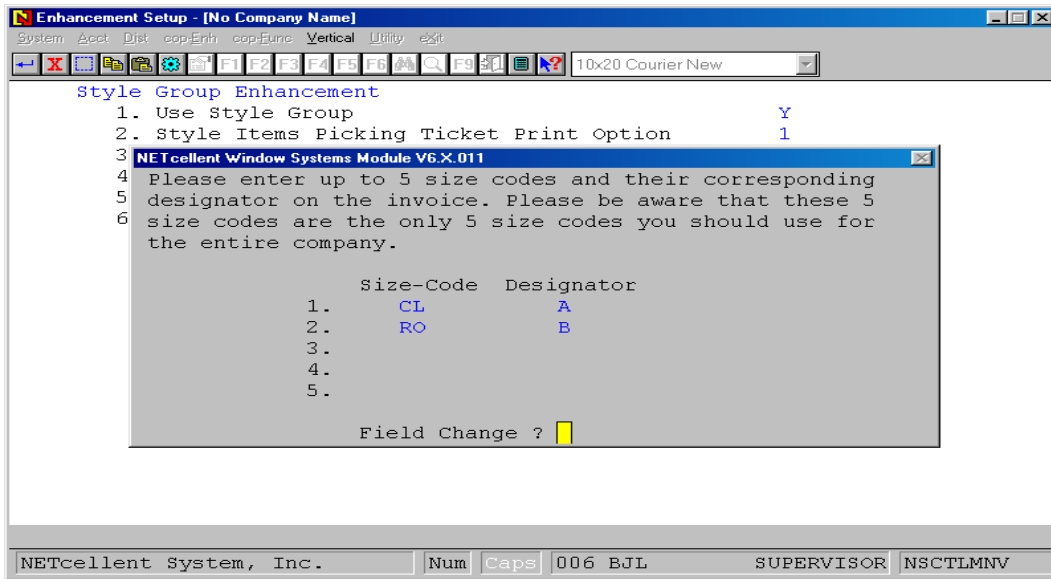 Enhancement Setup - [No Company Name]
System Acct Dist cop-Enh cop-Func Vertical Utility eXit
F1 F2 F3 F4 F5 F6 F9 10x20 Courier New
Style Group Enhancement
1. Use Style Group Y
2. Style Items Picking Ticket Print Option 1
3
4
5
6
NETcellent Window Systems Module V6.X.011
Please enter up to 5 size codes and their corresponding
designator on the invoice. Please be aware that these 5
size codes are the only 5 size codes you should use for
the entire company.
Size-Code Designator
1. CL A
2. RO B
3.
4.
5.
Field Change ?
NETcellent System, Inc. Num Caps 006 BJL SUPERVISOR NSCTLMNV